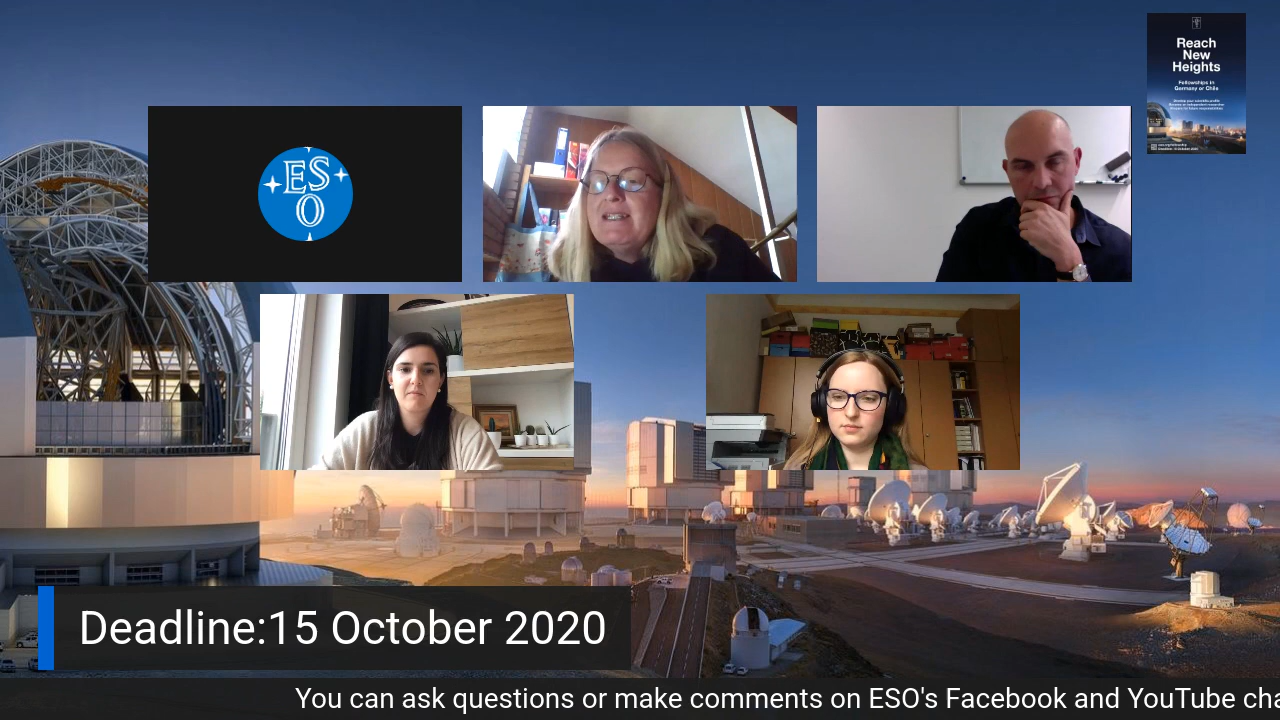 Reach
New
Heights
Fellowships in
Germany or Chile
ES
O
Deadline:15 October 2020
You can ask questions or make comments on ESO's Facebook and YouTube cha